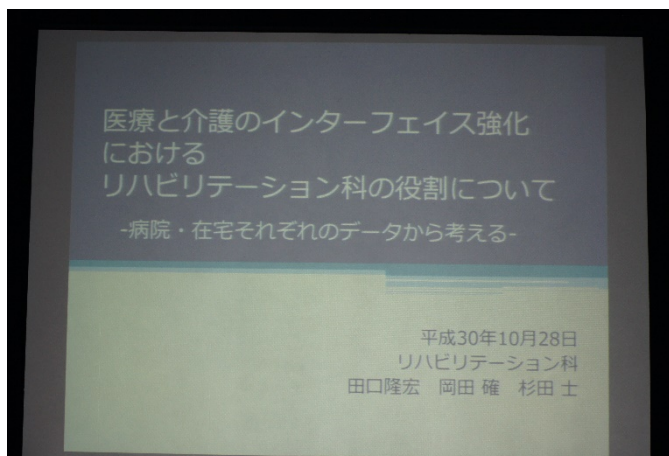 医療と介護のインターフェイス強化
における
リハビリテーション科の役割について
-病院・在宅それぞれのデータから考える-
平成30年10月28日
リハビリテーション科
田口隆宏　岡田 確　杉田 士